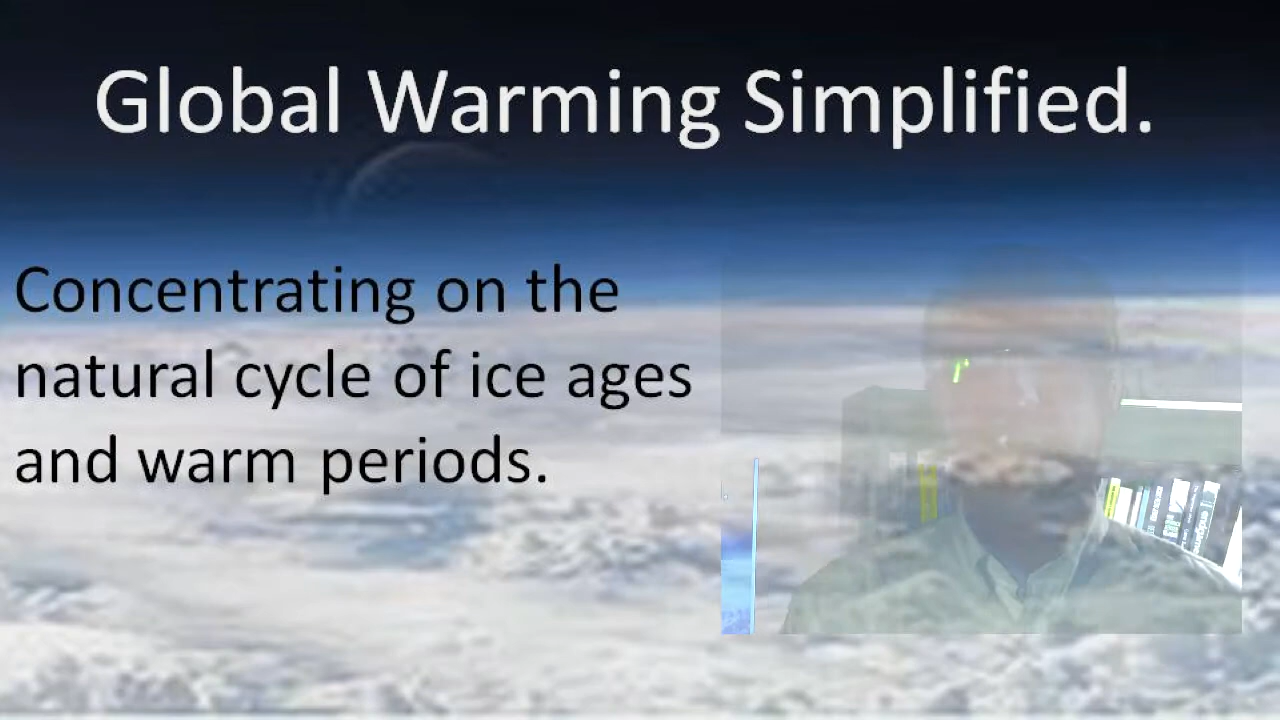 Global Warming Simplified.
Concentrating on the
natural cycle of ice ages
and warm periods.